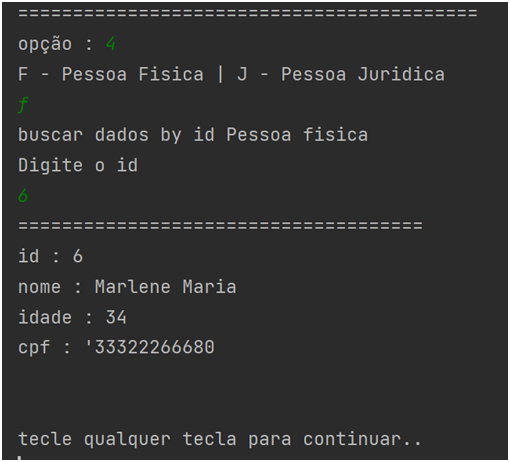 ==========================================
opção : 4
F - Pessoa Fisica | J - Pessoa Juridica
f
buscar dados by id Pessoa fisica
Digite o id
6
=====================================
id : 6
nome : Marlene Maria
idade : 34
cpf : '33322266680
tecle qualquer tecla para continuar..